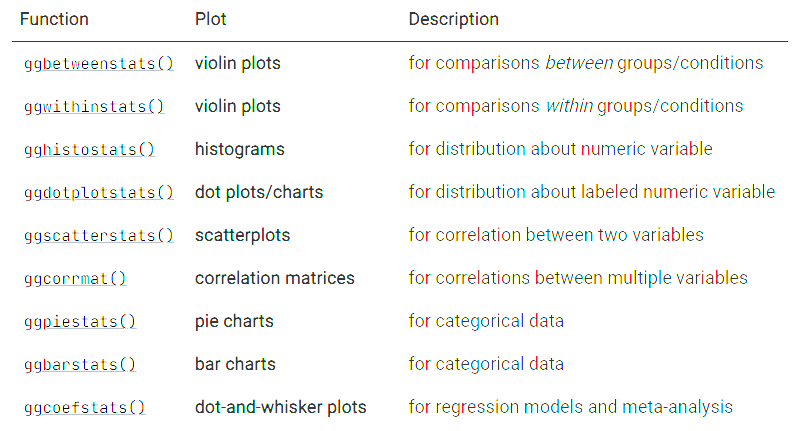 Function Plot Description
ggbetweenstats() violin plots for comparisons between groups/conditions
ggwithinstats() violin plots for comparisons within groups/conditions
gghistostats() histograms for distribution about numeric variable
ggdotplotstats() dot plots/charts for distribution about labeled numeric variable
ggscatterstats() scatterplots for correlation between two variables
ggcorrmat() correlation matrices for correlations between multiple variables
ggpiestats() pie charts for categorical data
ggbarstats() bar charts for categorical data
ggcoefstats() dot-and-whisker plots for regression models and meta-analysis